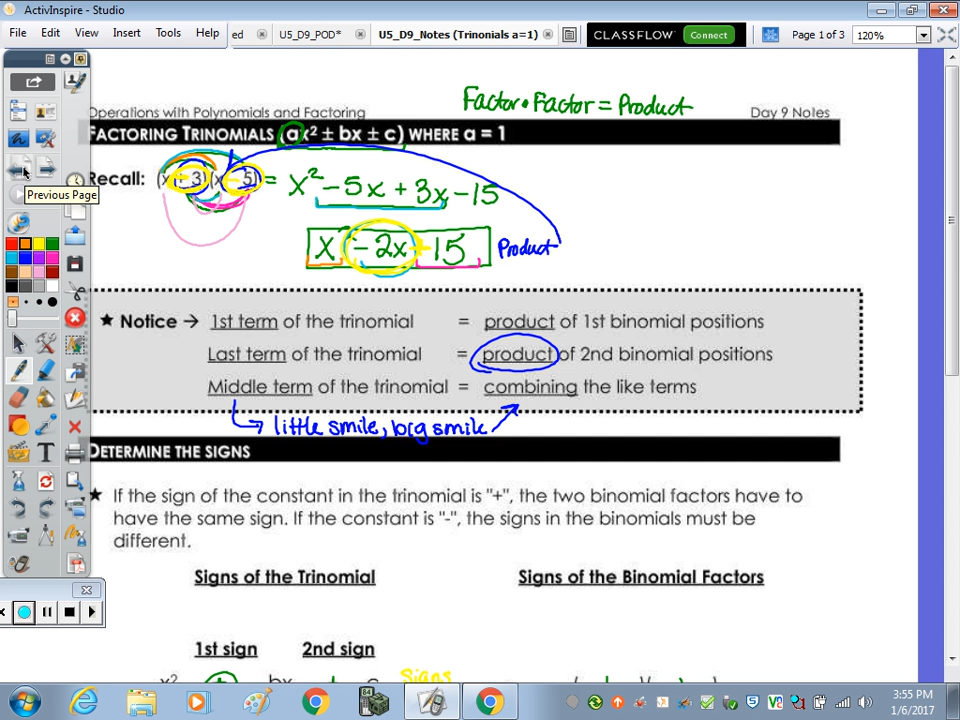 ActivInspire - Studio
File Edit View Insert Tools Help ed U5_D9_POD* U5_D9_Notes (Trinonials a=1) CLASSFLOW Connect Page 1 of 3 120%
Factor • Factor = Product
Operations with Polynomials and Factoring Day 9 Notes
FACTORING TRINOMIALS (ax² ± bx ± c) WHERE a = 1
Recall: (x + 3)(x - 5) = x² - 5x + 3x - 15
Previous Page
x² - 2x - 15 Product
★ Notice → 1st term of the trinomial = product of 1st binomial positions
Last term of the trinomial = product of 2nd binomial positions
Middle term of the trinomial = combining the like terms
little smile, big smile
DETERMINE THE SIGNS
★ If the sign of the constant in the trinomial is "+", the two binomial factors have to
have the same sign. If the constant is "-", the signs in the binomials must be
different.
Signs of the Trinomial Signs of the Binomial Factors
1st sign 2nd sign
Signs
3:55 PM
1/6/2017